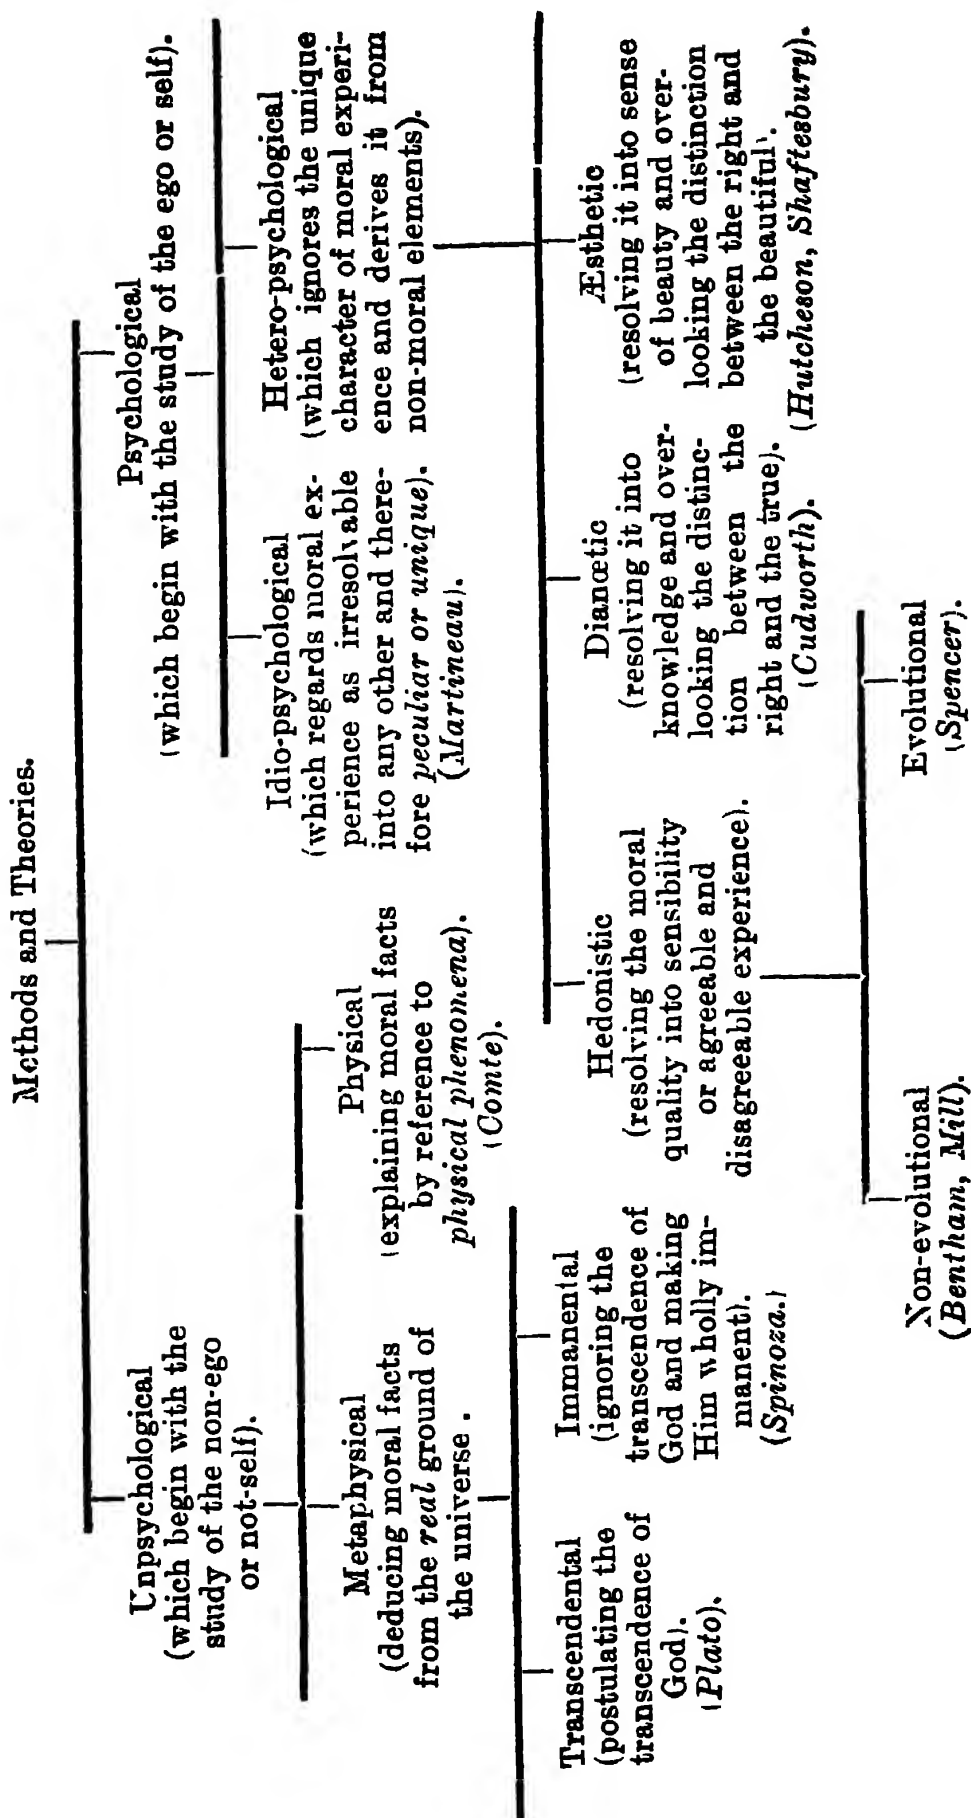 Methods and Theories.
Unpsychological
(which begin with the
study of the non-ego
or not-self).
Psychological
(which begin with the study of the ego or self).
Metaphysical
(deducing moral facts
from the real ground of
the universe.
Physical
(explaining moral facts
by reference to
physical phenomena).
(Comte).
Idio-psychological
(which regards moral ex-
perience as irresolvable
into any other and there-
fore peculiar or unique).
(Martineau).
Hetero-psychological
(which ignores the unique
character of moral experi-
ence and derives it from
non-moral elements).
Transcendental
(postulating the
transcendence of
God).
(Plato).
Immanental
(ignoring the
transcendence of
God and making
Him wholly im-
manent).
(Spinoza.)
Hedonistic
(resolving the moral
quality into sensibility
or agreeable and
disagreeable experience).
Dianœtic
(resolving it into
knowledge and over-
looking the distinc-
tion between the
right and the true).
(Cudworth).
Æsthetic
(resolving it into sense
of beauty and over-
looking the distinction
between the right and
the beautiful).
(Hutcheson, Shaftesbury).
Non-evolutional
(Bentham, Mill).
Evolutional
(Spencer).